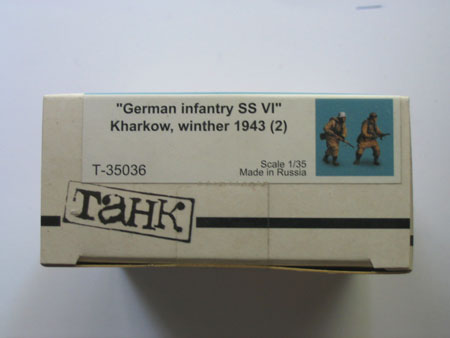 "German infantry SS VI"
Kharkow, winther 1943 (2)
T-35036
Scale 1/35
Made in Russia
танк